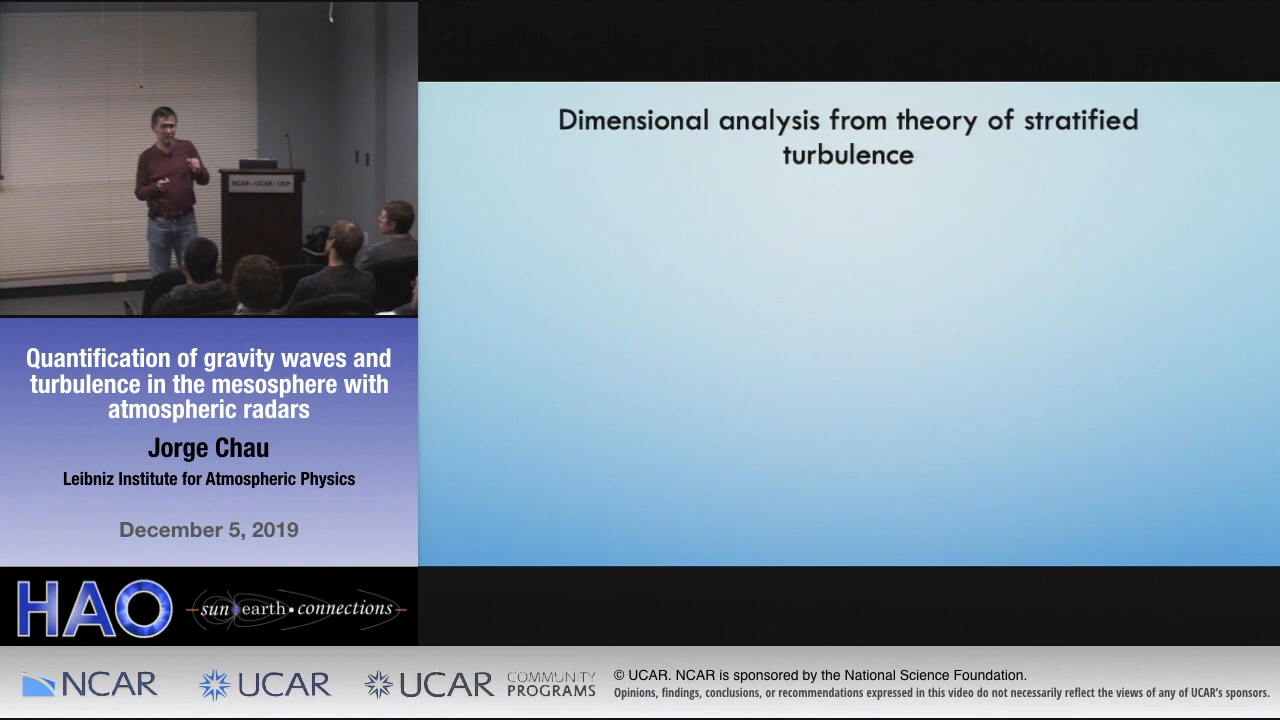 NCAR • UCAR • UCP
Dimensional analysis from theory of stratified
turbulence
Quantification of gravity waves and
turbulence in the mesosphere with
atmospheric radars
Jorge Chau
Leibniz Institute for Atmospheric Physics
December 5, 2019
HAO
sun earth • connections
NCAR
UCAR
UCAR
COMMUNITY
PROGRAMS
© UCAR. NCAR is sponsored by the National Science Foundation.
Opinions, findings, conclusions, or recommendations expressed in this video do not necessarily reflect the views of any of UCAR's sponsors.